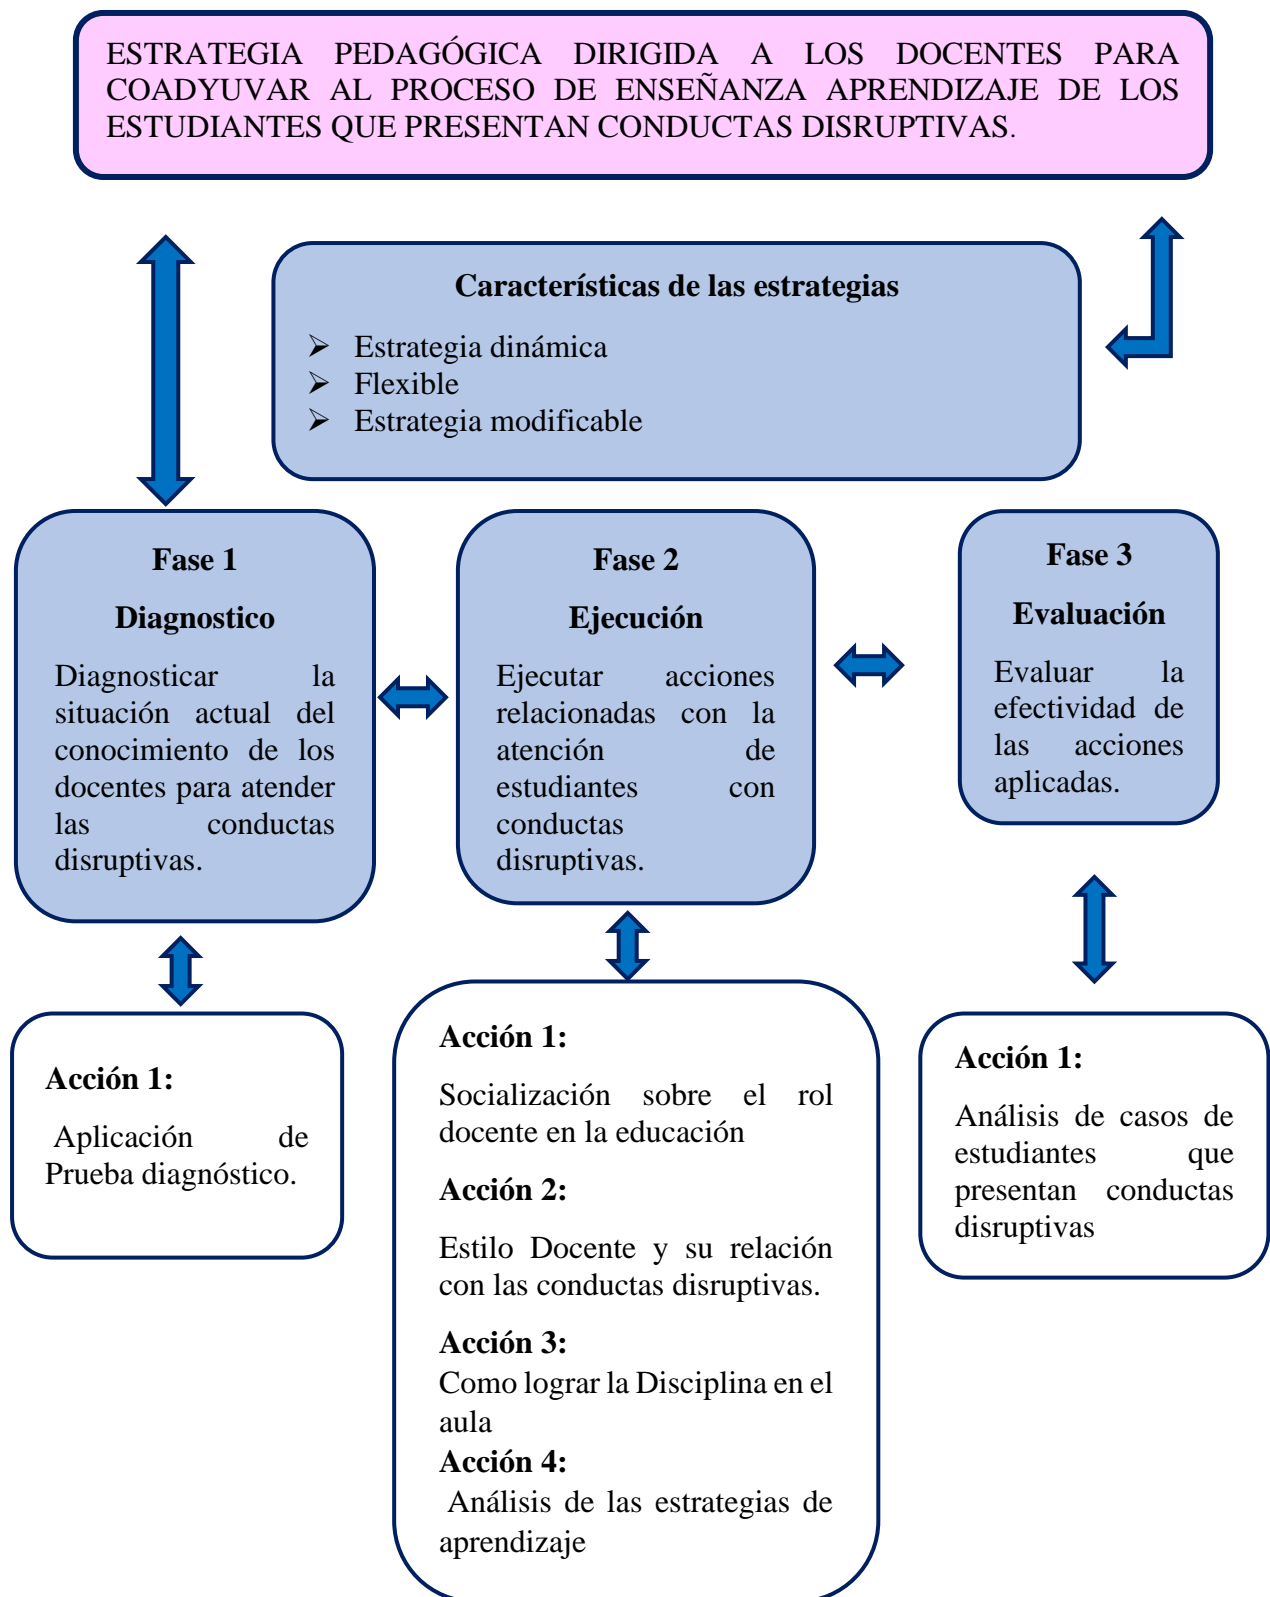 ESTRATEGIA PEDAGÓGICA DIRIGIDA A LOS DOCENTES PARA
COADYUVAR AL PROCESO DE ENSEÑANZA APRENDIZAJE DE LOS
ESTUDIANTES QUE PRESENTAN CONDUCTAS DISRUPTIVAS.
Características de las estrategias
➢ Estrategia dinámica
➢ Flexible
➢ Estrategia modificable
Fase 1
Diagnostico
Diagnosticar la
situación actual del
conocimiento de los
docentes para atender
las conductas
disruptivas.
Fase 2
Ejecución
Ejecutar acciones
relacionadas con la
atención de
estudiantes con
conductas
disruptivas.
Fase 3
Evaluación
Evaluar la
efectividad de
las acciones
aplicadas.
Acción 1:
Aplicación de
Prueba diagnóstico.
Acción 1:
Socialización sobre el rol
docente en la educación
Acción 2:
Estilo Docente y su relación
con las conductas disruptivas.
Acción 3:
Como lograr la Disciplina en el
aula
Acción 4:
Análisis de las estrategias de
aprendizaje
Acción 1:
Análisis de casos de
estudiantes que
presentan conductas
disruptivas